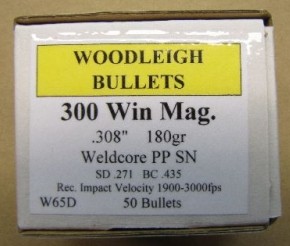 WOODLEIGH
BULLETS
300 Win Mag.
.308" 180gr
Weldcore PP SN
SD .271 BC .435
Rec. Impact Velocity 1900-3000fps
W65D 50 Bullets